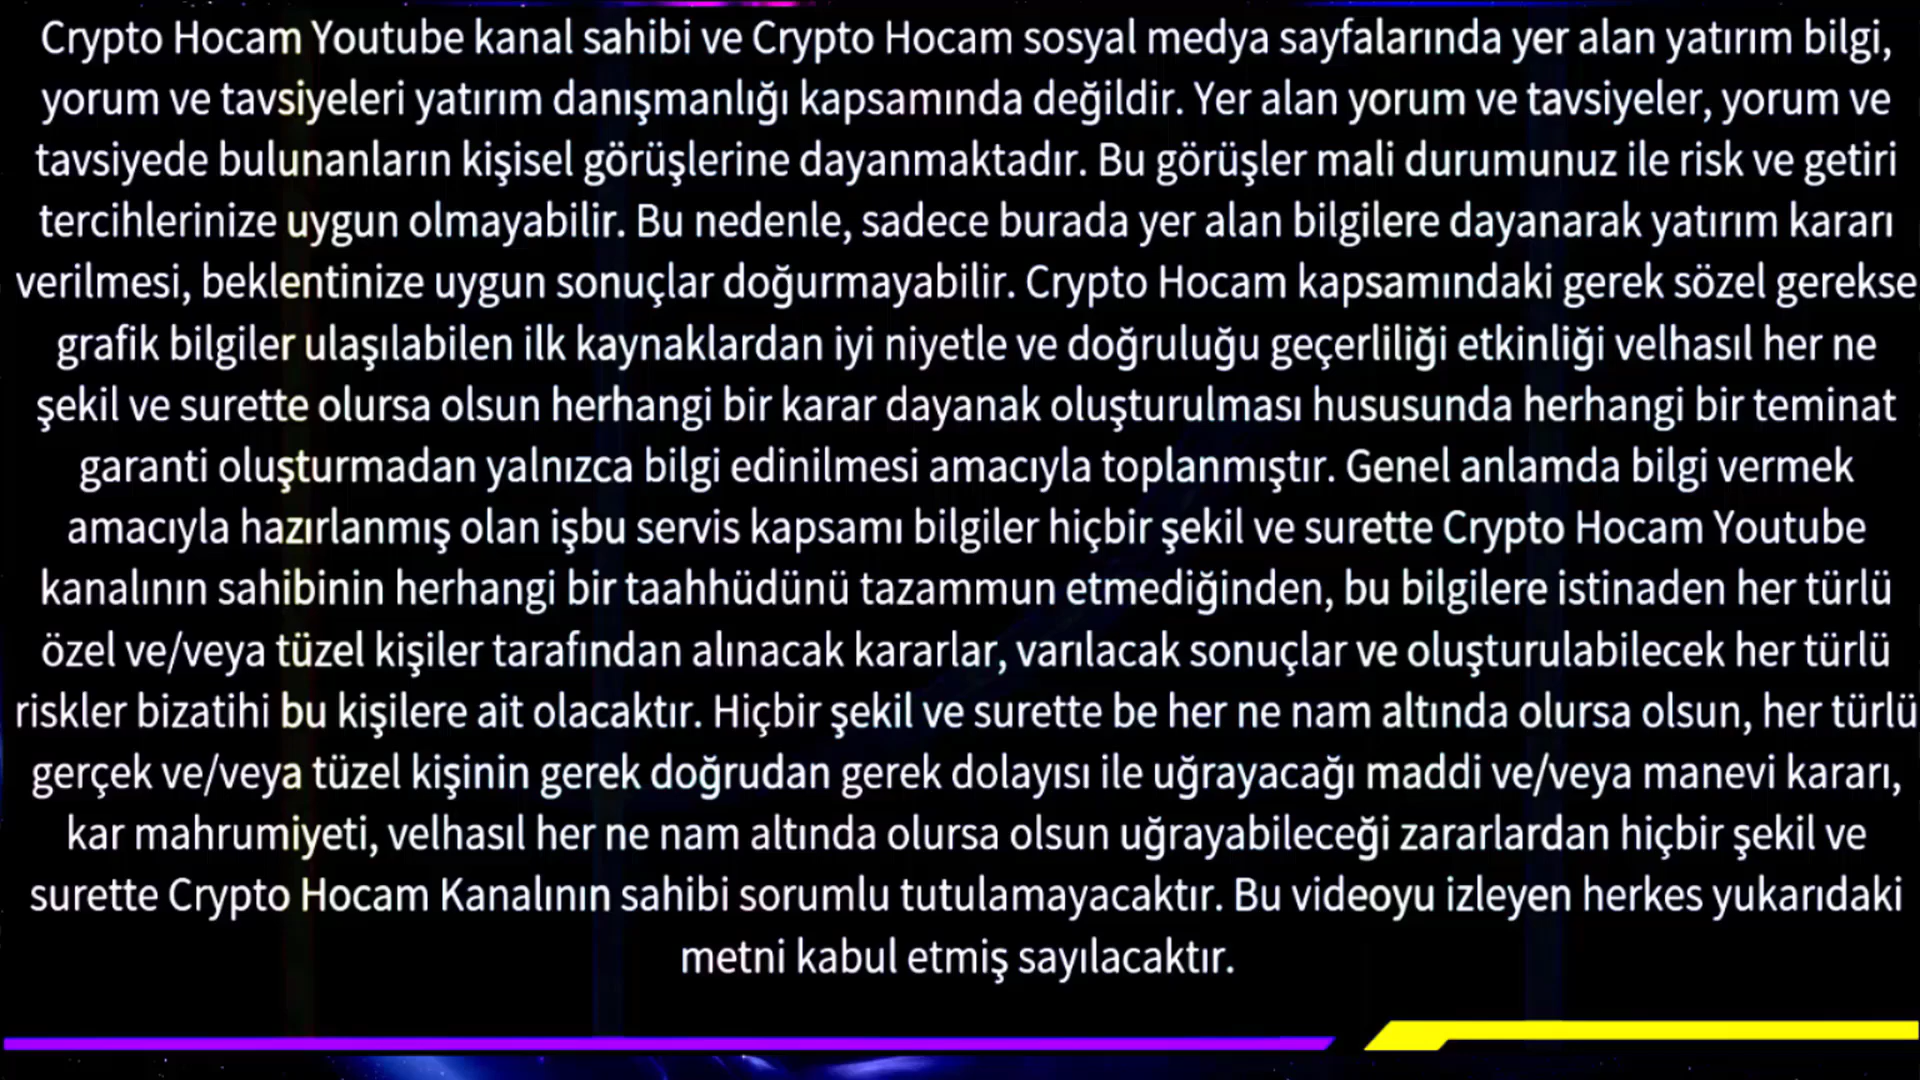 Crypto Hocam Youtube kanal sahibi ve Crypto Hocam sosyal medya sayfalarında yer alan yatırım bilgi,
yorum ve tavsiyeleri yatırım danışmanlığı kapsamında değildir. Yer alan yorum ve tavsiyeler, yorum ve
tavsiyede bulunanların kişisel görüşlerine dayanmaktadır. Bu görüşler mali durumunuz ile risk ve getiri
tercihlerinize uygun olmayabilir. Bu nedenle, sadece burada yer alan bilgilere dayanarak yatırım kararı
verilmesi, beklentinize uygun sonuçlar doğurmayabilir. Crypto Hocam kapsamındaki gerek sözel gerekse
grafik bilgiler ulaşılabilen ilk kaynaklardan iyi niyetle ve doğruluğu geçerliliği etkinliği velhasıl her ne
şekil ve surette olursa olsun herhangi bir karar dayanak oluşturulması hususunda herhangi bir teminat
garanti oluşturmadan yalnızca bilgi edinilmesi amacıyla toplanmıştır. Genel anlamda bilgi vermek
amacıyla hazırlanmış olan işbu servis kapsamı bilgiler hiçbir şekil ve surette Crypto Hocam Youtube
kanalının sahibinin herhangi bir taahhüdünü tazammun etmediğinden, bu bilgilere istinaden her türlü
özel ve/veya tüzel kişiler tarafından alınacak kararlar, varılacak sonuçlar ve oluşturulabilecek her türlü
riskler bizatihi bu kişilere ait olacaktır. Hiçbir şekil ve surette be her ne nam altında olursa olsun, her türlü
gerçek ve/veya tüzel kişinin gerek doğrudan gerek dolayısı ile uğrayacağı maddi ve/veya manevi kararı,
kar mahrumiyeti, velhasıl her ne nam altında olursa olsun uğrayabileceği zararlardan hiçbir şekil ve
surette Crypto Hocam Kanalının sahibi sorumlu tutulamayacaktır. Bu videoyu izleyen herkes yukarıdaki
metni kabul etmiş sayılacaktır.